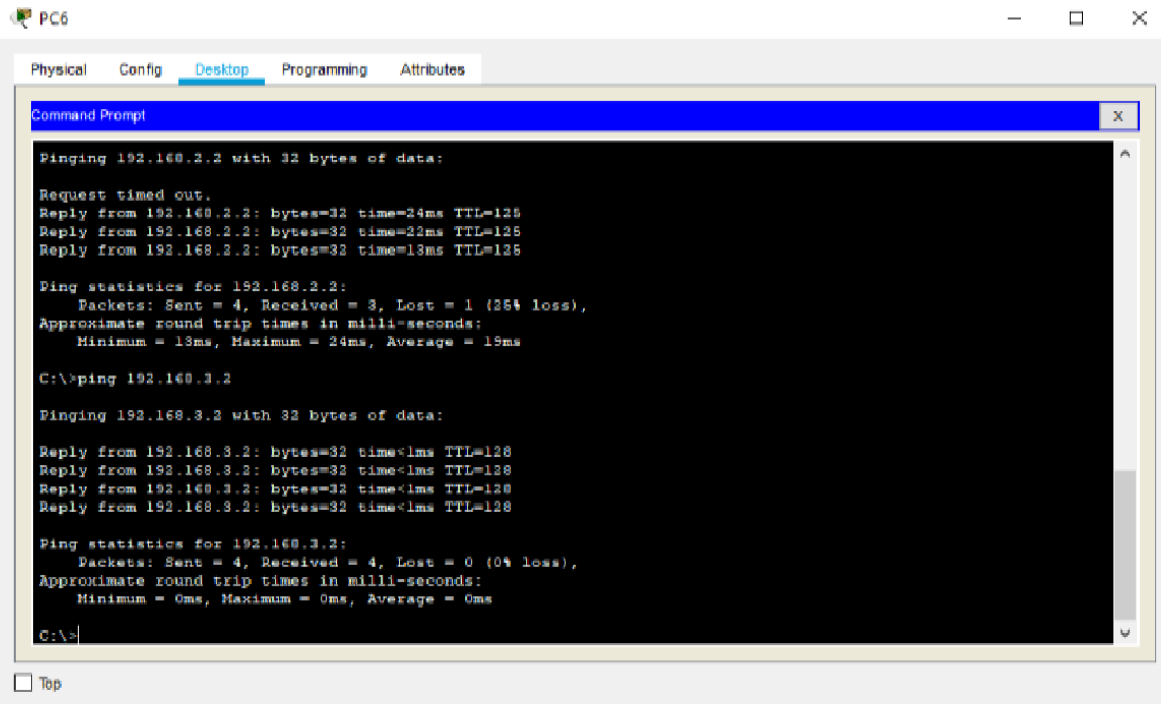 PC6
Physical Config Desktop Programming Attributes
Command Prompt
X
Pinging 192.168.2.2 with 32 bytes of data:
Request timed out.
Reply from 192.168.2.2: bytes=32 time=24ms TTL=125
Reply from 192.168.2.2: bytes=32 time=22ms TTL=125
Reply from 192.168.2.2: bytes=32 time=13ms TTL=125
Ping statistics for 192.168.2.2:
Packets: Sent = 4, Received = 3, Lost = 1 (25% loss),
Approximate round trip times in milli-seconds:
Minimum = 13ms, Maximum = 24ms, Average = 19ms
C:\>ping 192.168.3.2
Pinging 192.168.3.2 with 32 bytes of data:
Reply from 192.168.3.2: bytes=32 time<1ms TTL=128
Reply from 192.168.3.2: bytes=32 time<1ms TTL=128
Reply from 192.168.3.2: bytes=32 time<1ms TTL=128
Reply from 192.168.3.2: bytes=32 time<1ms TTL=128
Ping statistics for 192.168.3.2:
Packets: Sent = 4, Received = 4, Lost = 0 (0% loss),
Approximate round trip times in milli-seconds:
Minimum = 0ms, Maximum = 0ms, Average = 0ms
C:\>
Top